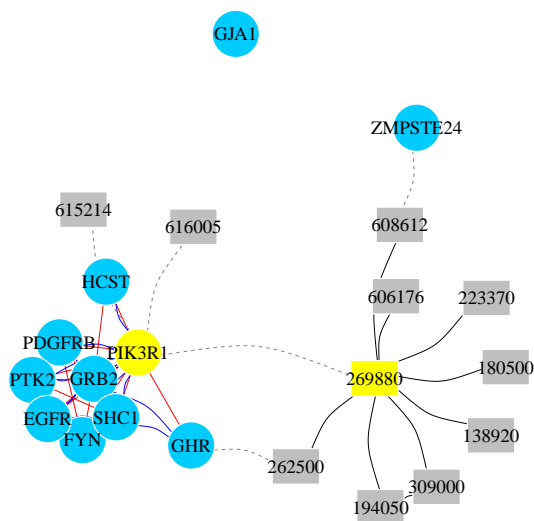 GJA1
ZMPSTE24
615214
616005
608612
HCST
606176
223370
PDGFRB
PIK3R1
180500
PTK2
GRB2
269880
EGFR
SHC1
FYN
GHR
138920
262500
309000
194050